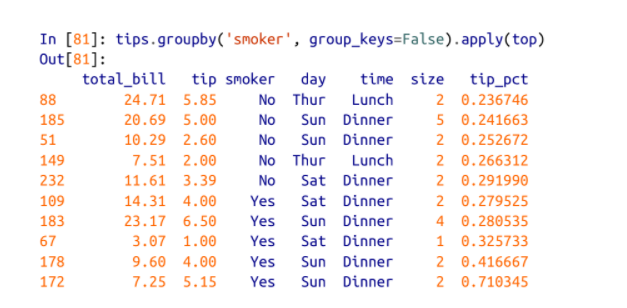 In [81]: tips.groupby('smoker', group_keys=False).apply(top)
Out[81]:
     total_bill   tip smoker   day    time  size   tip_pct
88        24.71  5.85     No  Thur   Lunch     2  0.236746
185       20.69  5.00     No   Sun  Dinner     5  0.241663
51        10.29  2.60     No   Sun  Dinner     2  0.252672
149        7.51  2.00     No  Thur   Lunch     2  0.266312
232       11.61  3.39     No   Sat  Dinner     2  0.291990
109       14.31  4.00    Yes   Sat  Dinner     2  0.279525
183       23.17  6.50    Yes   Sun  Dinner     4  0.280535
67         3.07  1.00    Yes   Sat  Dinner     1  0.325733
178        9.60  4.00    Yes   Sun  Dinner     2  0.416667
172        7.25  5.15    Yes   Sun  Dinner     2  0.710345